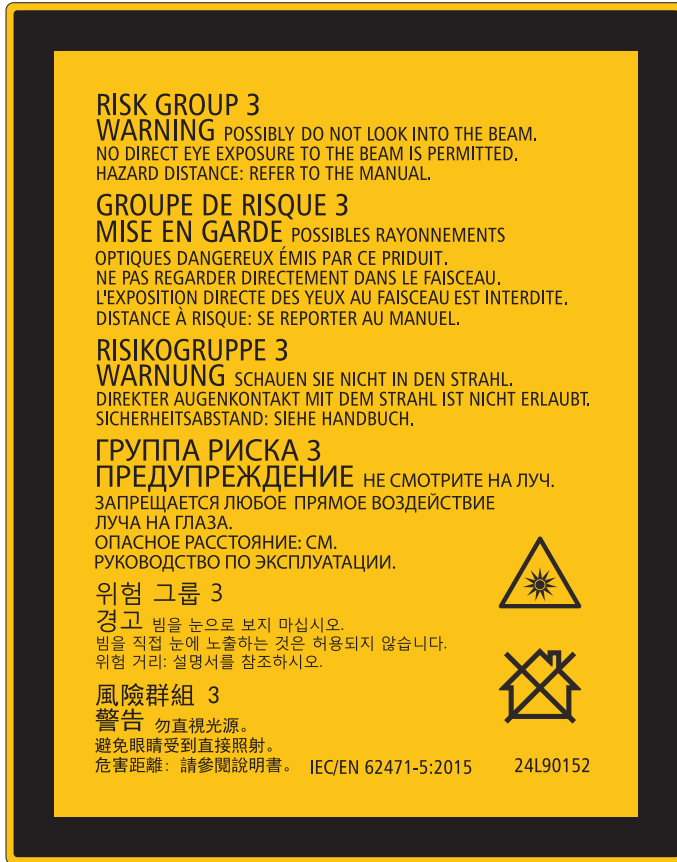 RISK GROUP 3
WARNING POSSIBLY DO NOT LOOK INTO THE BEAM.
NO DIRECT EYE EXPOSURE TO THE BEAM IS PERMITTED.
HAZARD DISTANCE: REFER TO THE MANUAL.
GROUPE DE RISQUE 3
MISE EN GARDE POSSIBLES RAYONNEMENTS
OPTIQUES DANGEREUX ÉMIS PAR CE PRIDUIT.
NE PAS REGARDER DIRECTEMENT DANS LE FAISCEAU.
L'EXPOSITION DIRECTE DES YEUX AU FAISCEAU EST INTERDITE.
DISTANCE À RISQUE: SE REPORTER AU MANUEL.
RISIKOGRUPPE 3
WARNUNG SCHAUEN SIE NICHT IN DEN STRAHL.
DIREKTER AUGENKONTAKT MIT DEM STRAHL IST NICHT ERLAUBT.
SICHERHEITSABSTAND: SIEHE HANDBUCH.
ГРУППА РИСКА 3
ПРЕДУПРЕЖДЕНИЕ НЕ СМОТРИТЕ НА ЛУЧ.
ЗАПРЕЩАЕТСЯ ЛЮБОЕ ПРЯМОЕ ВОЗДЕЙСТВИЕ
ЛУЧА НА ГЛАЗА.
ОПАСНОЕ РАССТОЯНИЕ: СМ.
РУКОВОДСТВО ПО ЭКСПЛУАТАЦИИ.
위험 그룹 3
경고 빔을 눈으로 보지 마십시오.
빔을 직접 눈에 노출하는 것은 허용되지 않습니다.
위험 거리: 설명서를 참조하시오.
風險群組 3
警告 勿直視光源。
避免眼睛受到直接照射。
危害距離: 請參閱說明書。 IEC/EN 62471-5:2015 24L90152